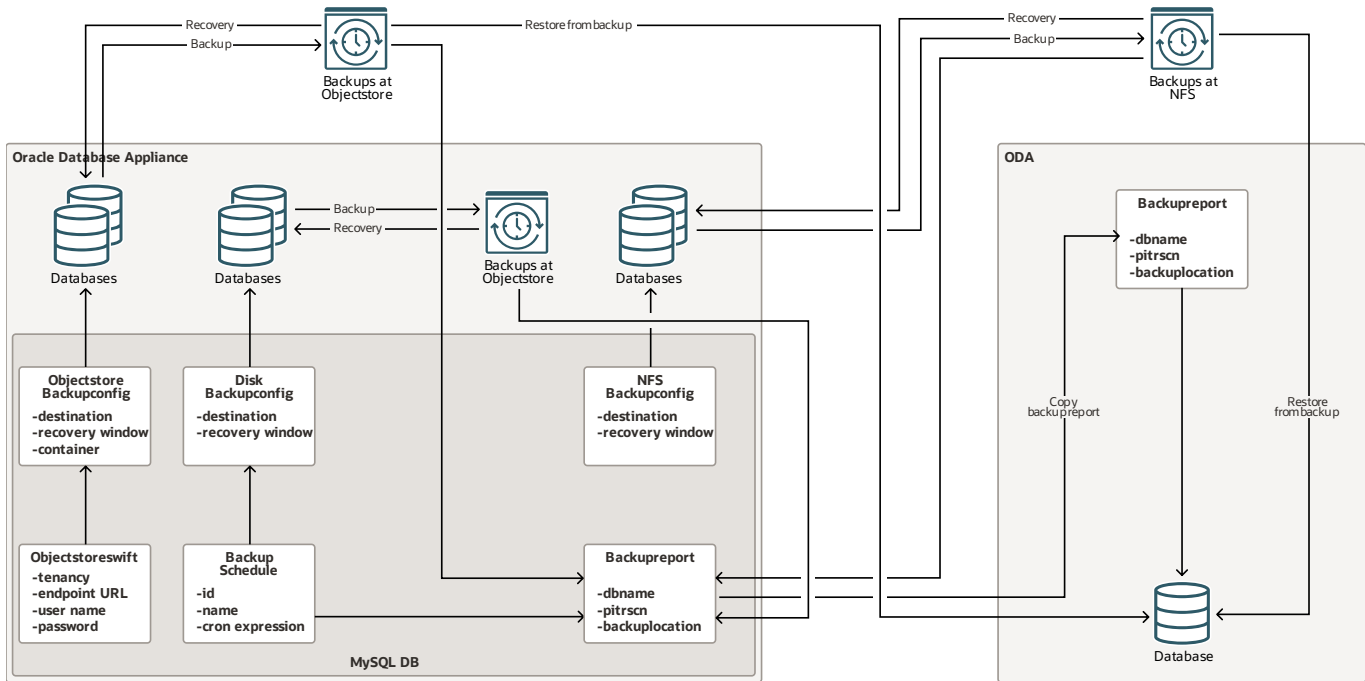 Recovery
Restore from backup
Backup
Backups at
Objectstore
Recovery
Backup
Backups at
NFS
Oracle Database Appliance
Databases
Databases
Backup
Recovery
Backups at
Objectstore
Databases
Objectstore
Backupconfig
-destination
-recovery window
-container
Disk
Backupconfig
-destination
-recovery window
NFS
Backupconfig
-destination
-recovery window
Objectstoreswift
-tenancy
-endpoint URL
-user name
-password
Backup
Schedule
-id
-name
-cron expression
Backupreport
-dbname
-pitrscn
-backuplocation
MySQL DB
ODA
Backupreport
-dbname
-pitrscn
-backuplocation
Copy
backup report
Restore
from backup
Database